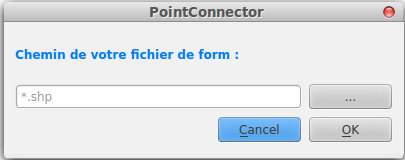 PointConnector
Chemin de votre fichier de form :
*.shp
...
Cancel
OK